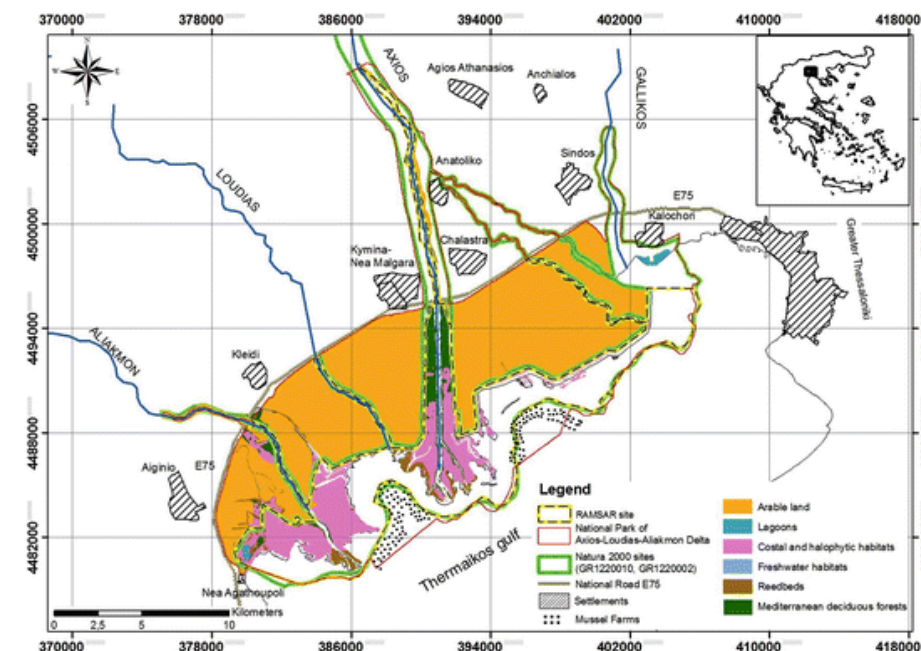 370000 378000 386000 394000 402000 410000 418000
AXIOS
Agios Athanasios
Anchialos
GALLIKOS
4506000
Anatoliko
Sindos
LOUDIAS
E75
Kalochori
4500000
Chalastra
Kymina-
Nea Malgara
Greater Thessaloniki
4494000
ALIAKMON
Kleidi
4488000
Aiginio
E75
4482000
Thermaikos gulf
Nea Agathoupoli
Kilometers
0 2,5 5 10
Legend
RAMSAR site
National Park of
Axios-Loudias-Aliakmon Delta
Natura 2000 sites
(GR1220010, GR1220002)
National Road E75
Settlements
Mussel Farms
Arable land
Lagoons
Costal and halophytic habitats
Freshwater habitats
Reedbeds
Mediterranean deciduous forests
370000 378000 386000 394000 402000 410000 418000